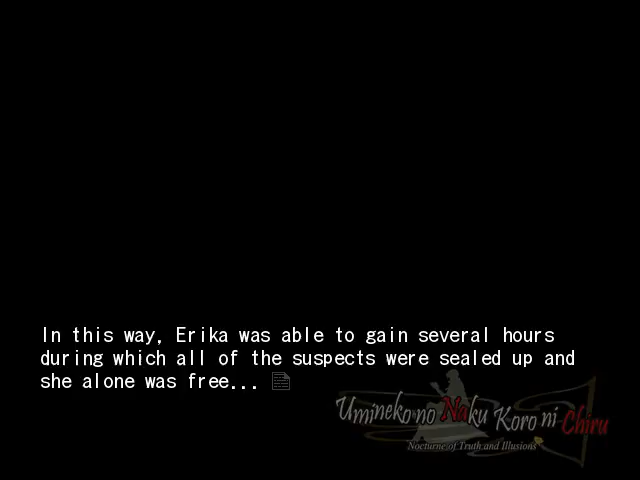 In this way, Erika was able to gain several hours
during which all of the suspects were sealed up and
she alone was free...
Umineko no Naku Koro ni Chiru
Nocturne of Truth and Illusions